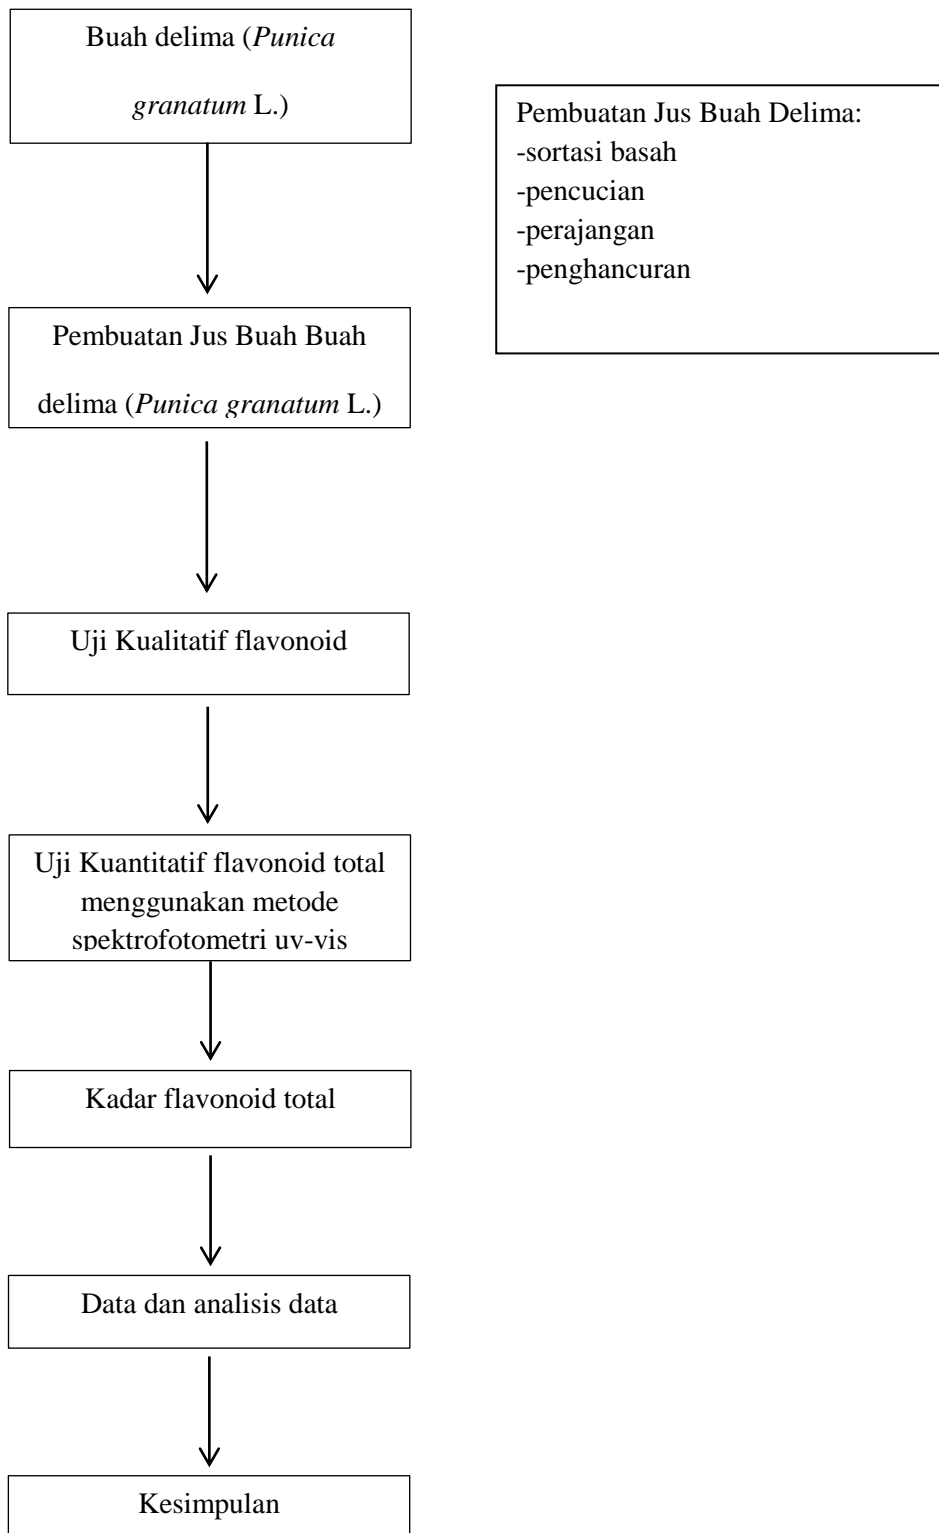 Buah delima (Punica
granatum L.)
Pembuatan Jus Buah Delima:
-sortasi basah
-pencucian
-perajangan
-penghancuran
Pembuatan Jus Buah Buah
delima (Punica granatum L.)
Uji Kualitatif flavonoid
Uji Kuantitatif flavonoid total
menggunakan metode
spektrofotometri uv-vis
Kadar flavonoid total
Data dan analisis data
Kesimpulan